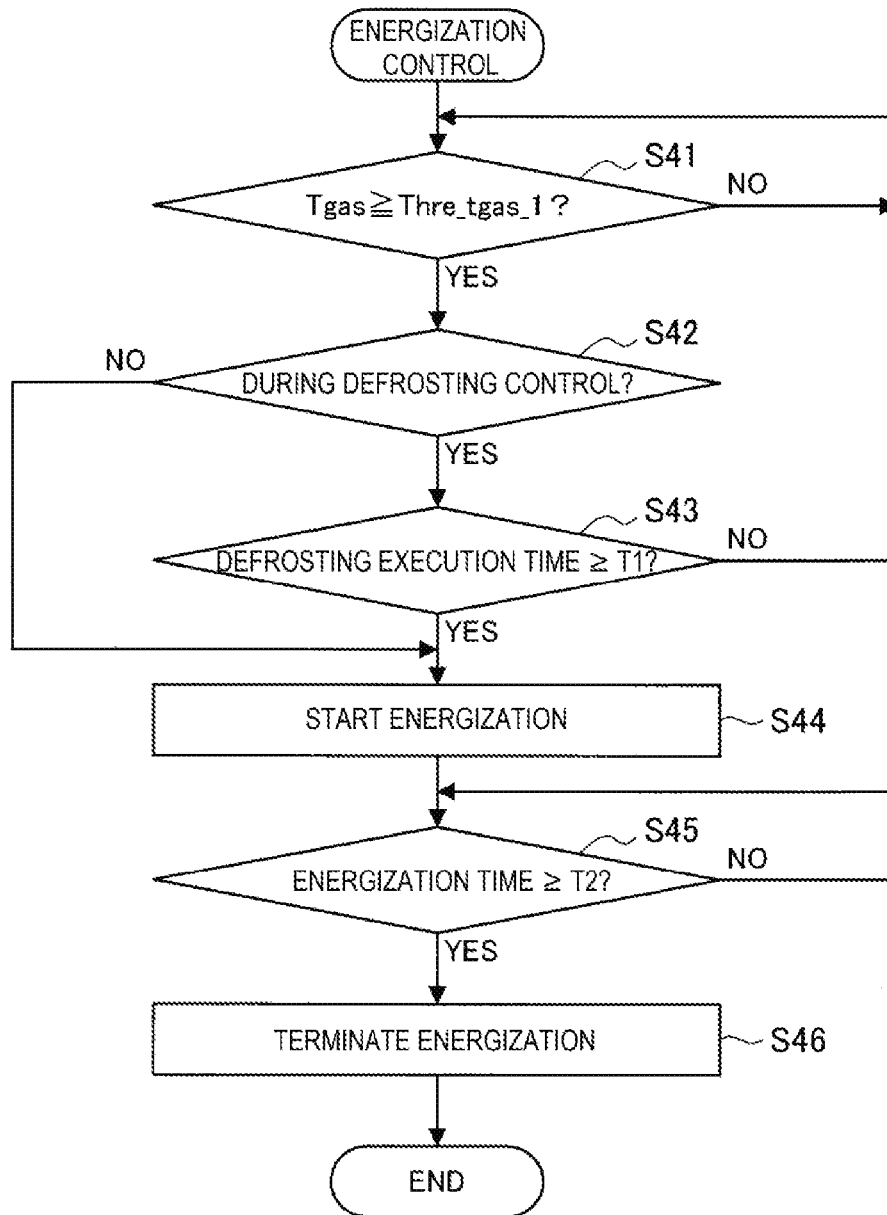 ENERGIZATION
CONTROL
S41
Tgas≧Thre_tgas_1?
NO
YES
S42
NO
DURING DEFROSTING CONTROL?
YES
S43
NO
DEFROSTING EXECUTION TIME ≥ T1?
YES
START ENERGIZATION
S44
S45
NO
ENERGIZATION TIME ≥ T2?
YES
TERMINATE ENERGIZATION
S46
END